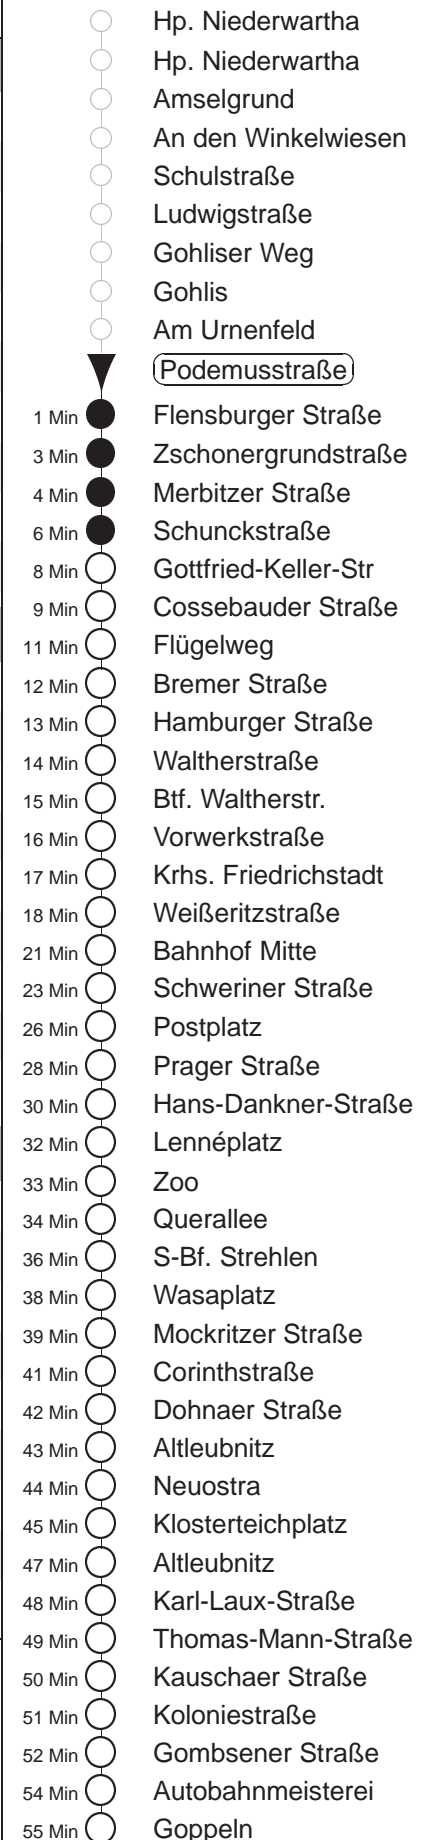 Hp. Niederwartha
Hp. Niederwartha
Amselgrund
An den Winkelwiesen
Schulstraße
Ludwigstraße
Gohliser Weg
Gohlis
Am Urnenfeld
Podemusstraße
1 Min Flensburger Straße
3 Min Zschonergrundstraße
4 Min Merbitzer Straße
6 Min Schunckstraße
8 Min Gottfried-Keller-Str
9 Min Cossebauder Straße
11 Min Flügelweg
12 Min Bremer Straße
13 Min Hamburger Straße
14 Min Waltherstraße
15 Min Btf. Waltherstr.
16 Min Vorwerkstraße
17 Min Krhs. Friedrichstadt
18 Min Weißeritzstraße
21 Min Bahnhof Mitte
23 Min Schweriner Straße
26 Min Postplatz
28 Min Prager Straße
30 Min Hans-Dankner-Straße
32 Min Lennéplatz
33 Min Zoo
34 Min Querallee
36 Min S-Bf. Strehlen
38 Min Wasaplatz
39 Min Mockritzer Straße
41 Min Corinthstraße
42 Min Dohnaer Straße
43 Min Altleubnitz
44 Min Neuostra
45 Min Klosterteichplatz
47 Min Altleubnitz
48 Min Karl-Laux-Straße
49 Min Thomas-Mann-Straße
50 Min Kauschaer Straße
51 Min Koloniestraße
52 Min Gombsener Straße
54 Min Autobahnmeisterei
55 Min Goppeln